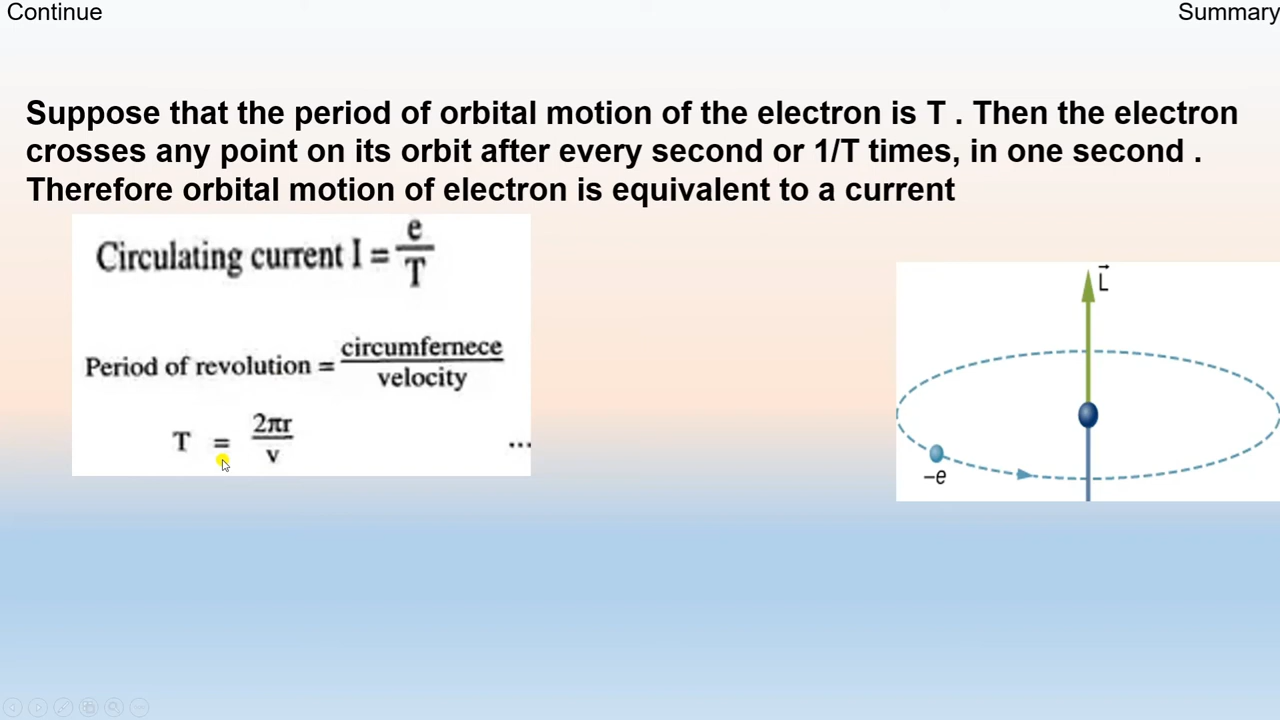 Continue
Summary
Suppose that the period of orbital motion of the electron is T . Then the electron
crosses any point on its orbit after every second or 1/T times, in one second .
Therefore orbital motion of electron is equivalent to a current
Circulating current I = e/T
Period of revolution = circumfernece/velocity
T = 2πr/v ...
L⃗
−e